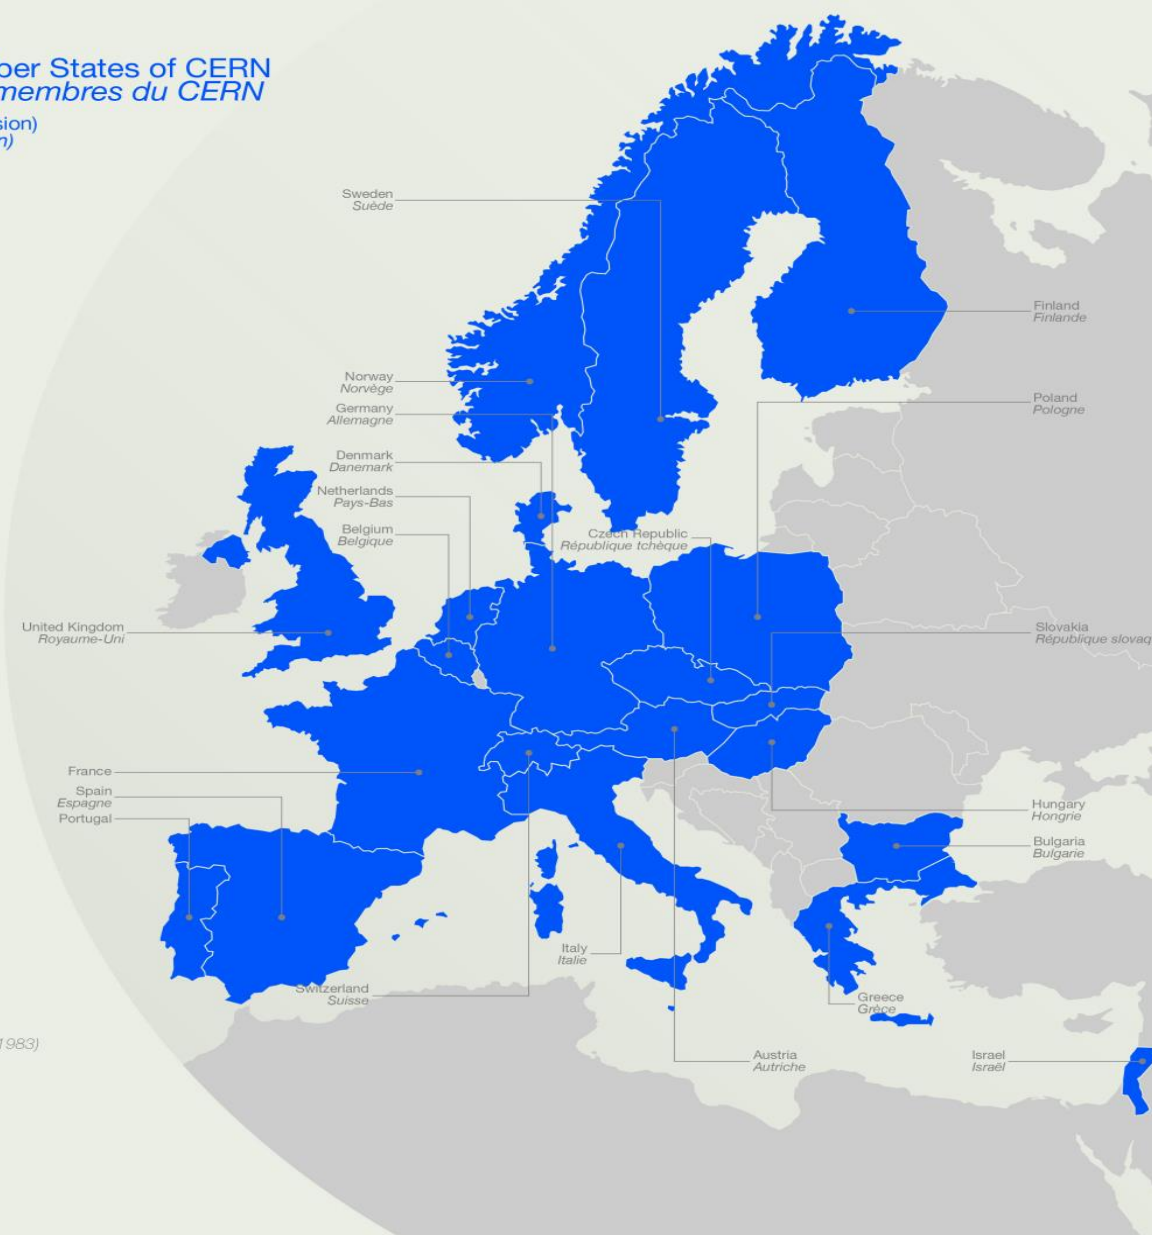 ber States of CERN
membres du CERN
sion)
n)
Sweden
Suède
Finland
Finlande
Norway
Norvège
Germany
Allemagne
Poland
Pologne
Denmark
Danemark
Netherlands
Pays-Bas
Belgium
Belgique
Czech Republic
République tchèque
United Kingdom
Royaume-Uni
Slovakia
République slovaq
France
Spain
Espagne
Portugal
Hungary
Hongrie
Bulgaria
Bulgarie
Italy
Italie
Switzerland
Suisse
Greece
Grèce
1983)
Austria
Autriche
Israel
Israël